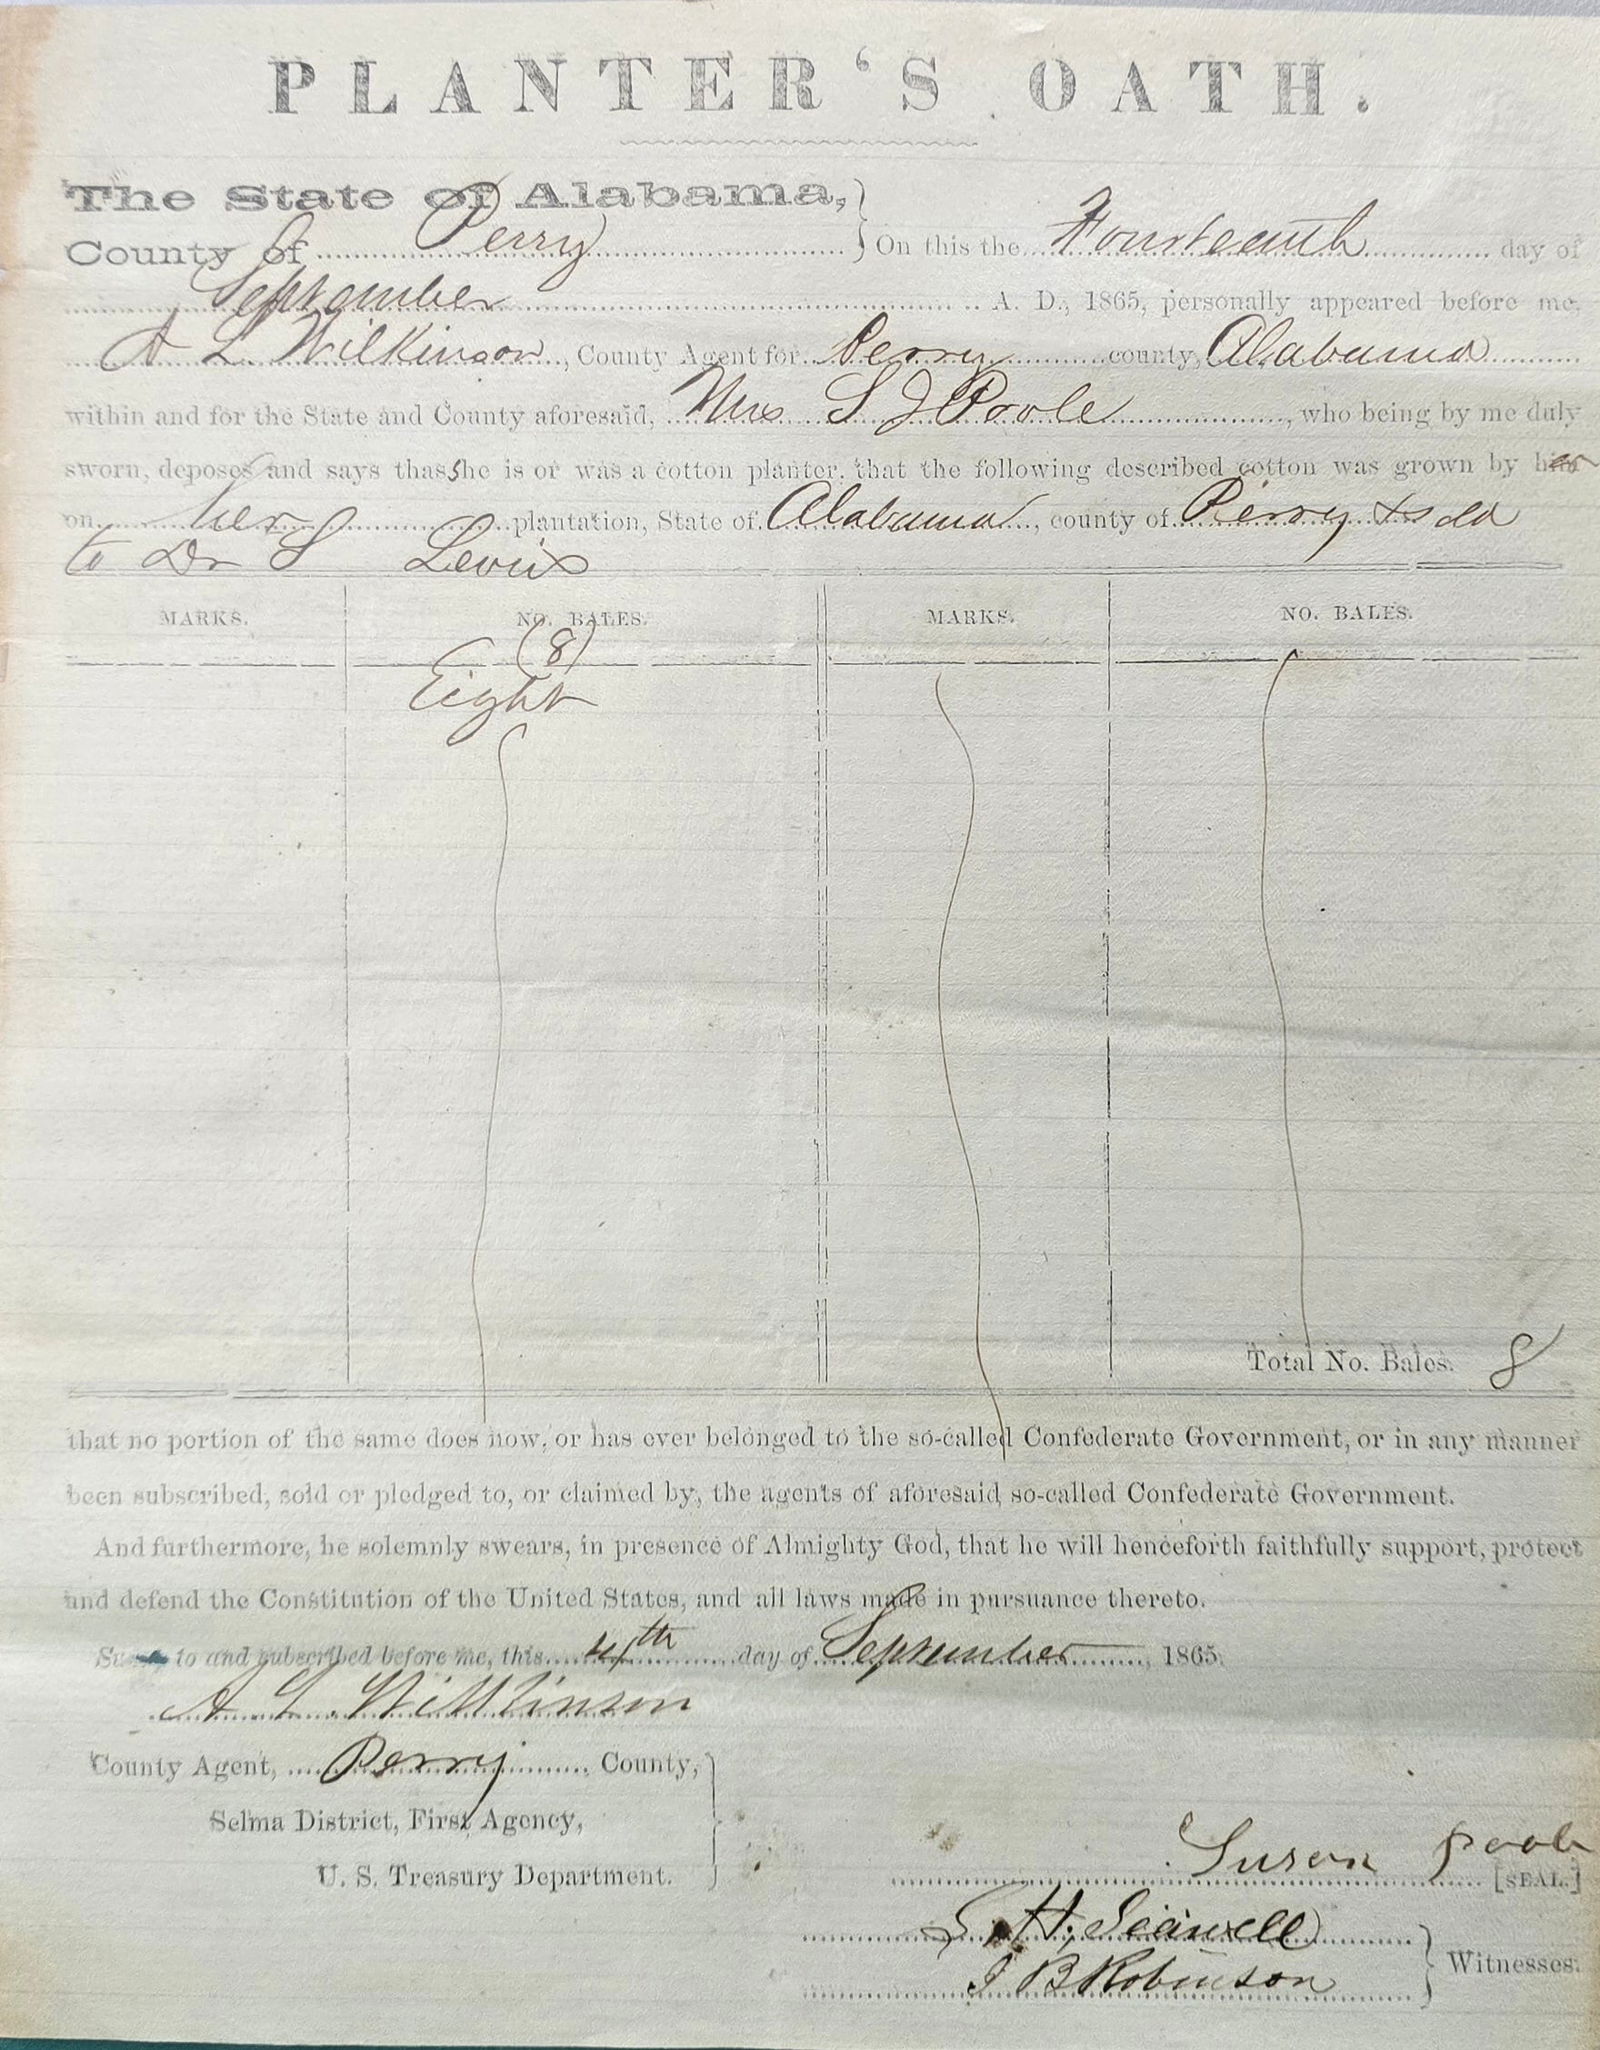 PLANTER'S OATH.
The State of Alabama,
County of Perry } On this the Fourteenth day of
September A. D., 1865, personally appeared before me,
A L Wilkinson, County Agent for Perry county, Alabama
within and for the State and County aforesaid, Mrs S J Poole, who being by me duly
sworn, deposes and says thas she is or was a cotton planter, that the following described cotton was grown by her
on her plantation, State of Alabama, county of Perry & sold
to Dr S Lewis
MARKS. NO. BALES. MARKS. NO. BALES.
(8)
Eight
Total No. Bales. 8
that no portion of the same does now, or has ever belonged to the so-called Confederate Government, or in any manner
been subscribed, sold or pledged to, or claimed by, the agents of aforesaid so-called Confederate Government.
And furthermore, he solemnly swears, in presence of Almighty God, that he will henceforth faithfully support, protect
and defend the Constitution of the United States, and all laws made in pursuance thereto.
to and subscribed before me, this 14th day of September, 1865.
A L Wilkinson
County Agent, Perry County,
Selma District, First Agency,
U. S. Treasury Department.
Susan Poole
[SEAL]
S. H. Seawell
J B Robinson } Witnesses.